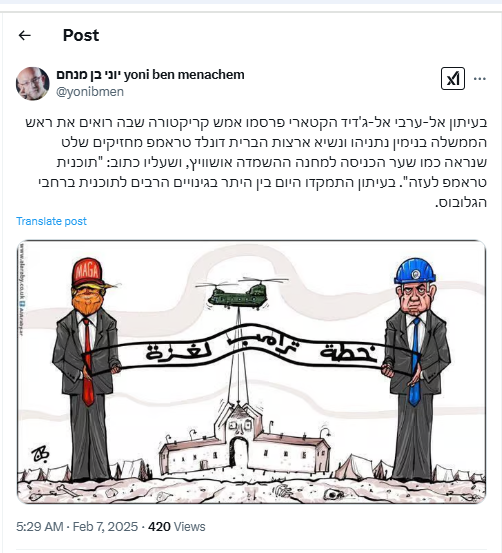 Post
יוני בן מנחם yoni ben menachem
@yonibmen
בעיתון אל-ערבי אל-ג'דיד הקטארי פרסמו אמש קריקטורה שבה רואים את ראש
הממשלה בנימין נתניהו ונשיא ארצות הברית דונלד טראמפ מחזיקים שלט
שנראה כמו שער הכניסה למחנה ההשמדה אושוויץ, ושעליו כתוב: "תוכנית
טראמפ לעזה". בעיתון התמקדו היום בין היתר בגינויים הרבים לתוכנית ברחבי
הגלובוס.
Translate post
MAGA
خطة ترامب لغزة
5:29 AM · Feb 7, 2025 · 420 Views